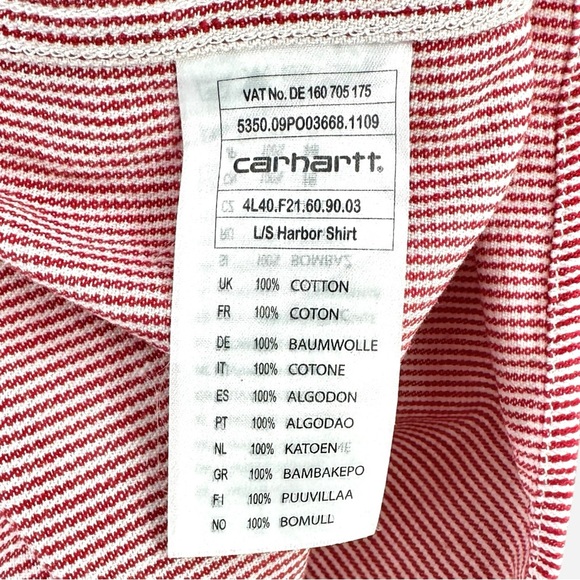 VAT No. DE 160 705 175
5350.09PO03668.1109
carhartt.
4L40.F21.60.90.03
L/S Harbor Shirt
UK 100% COTTON
FR 100% COTON
DE 100% BAUMWOLLE
IT 100% COTONE
ES 100% ALGODON
PT 100% ALGODAO
NL 100% KATOEN
GR 100% BAMBAKEPO
FI 100% PUUVILLAA
NO 100% BOMULL